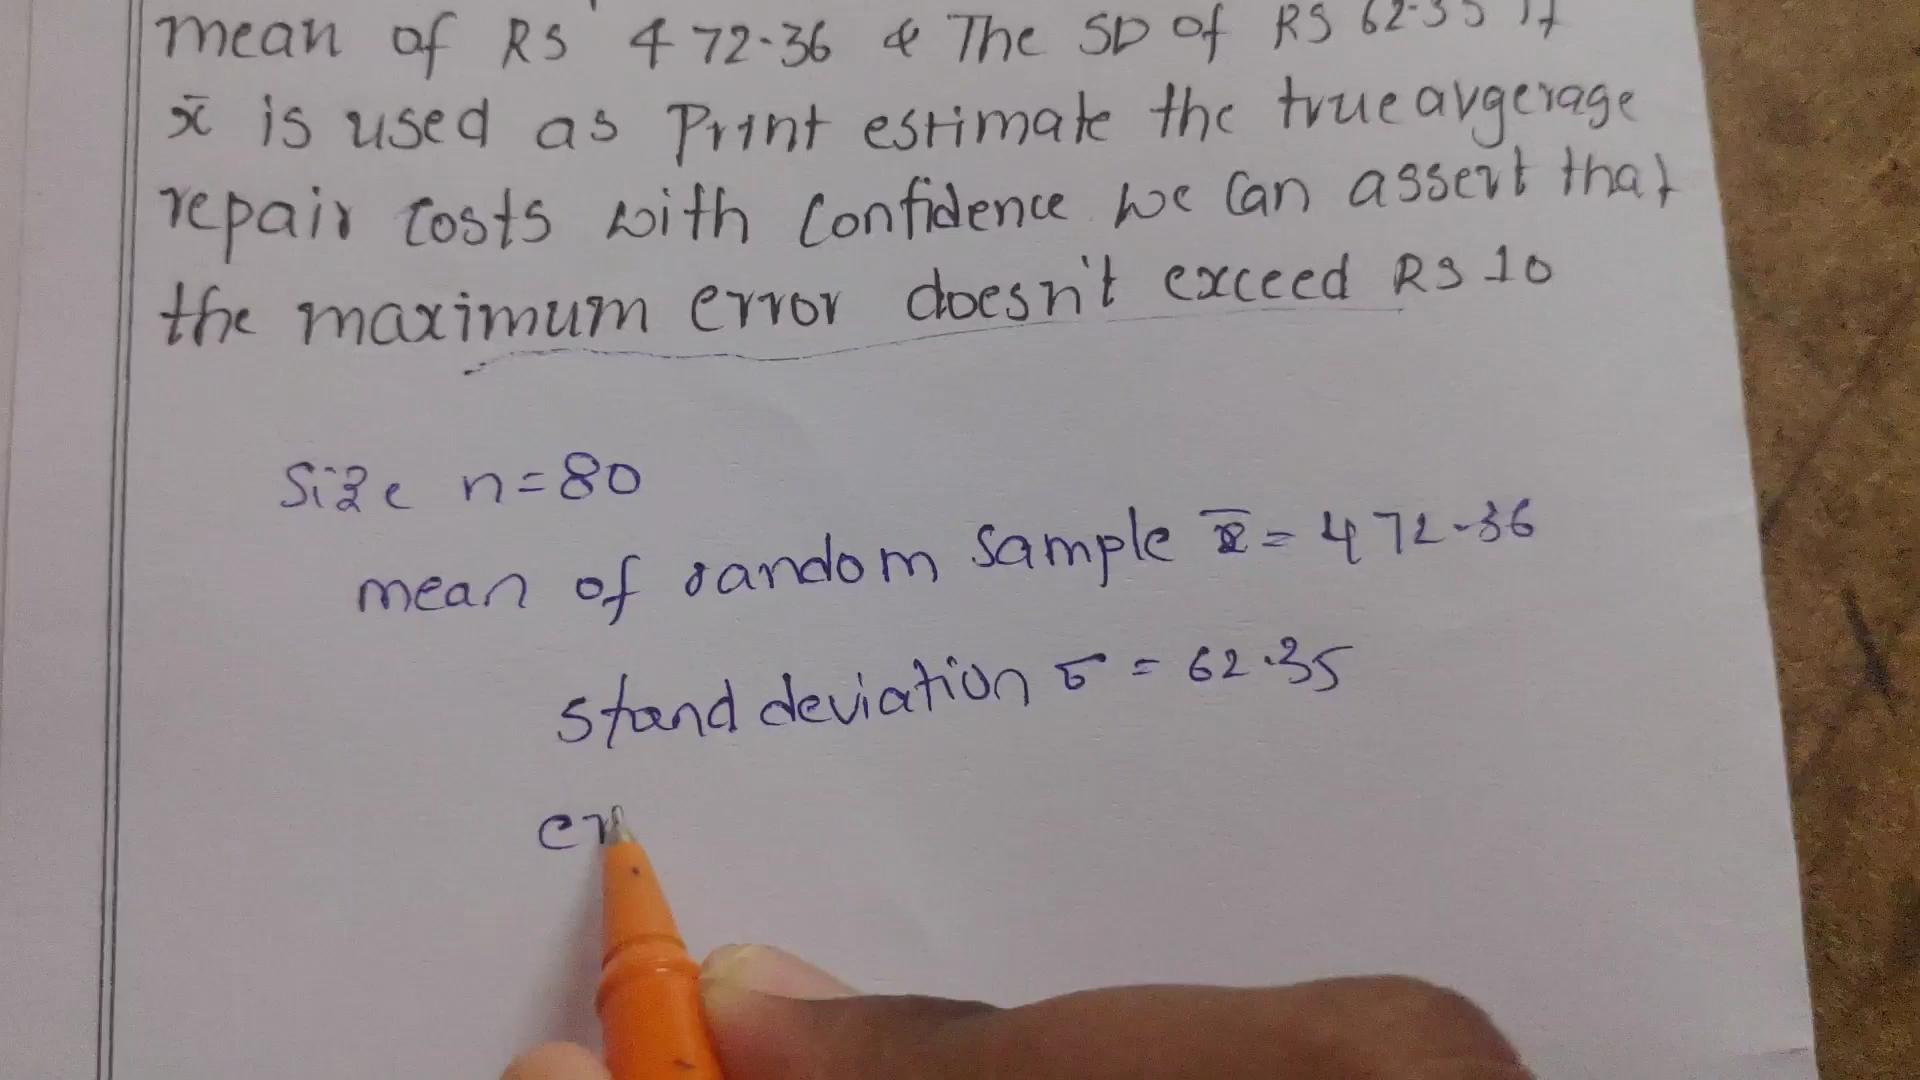 mean of RS 472.36 & The SD of RS 62.35 If
x̄ is used as Print estimate the true avgerage
repair costs with confidence we can assert that
the maximum error doesn't exceed RS 10
Size n=80
mean of random sample x̄ = 472.36
stand deviation σ = 62.35
er